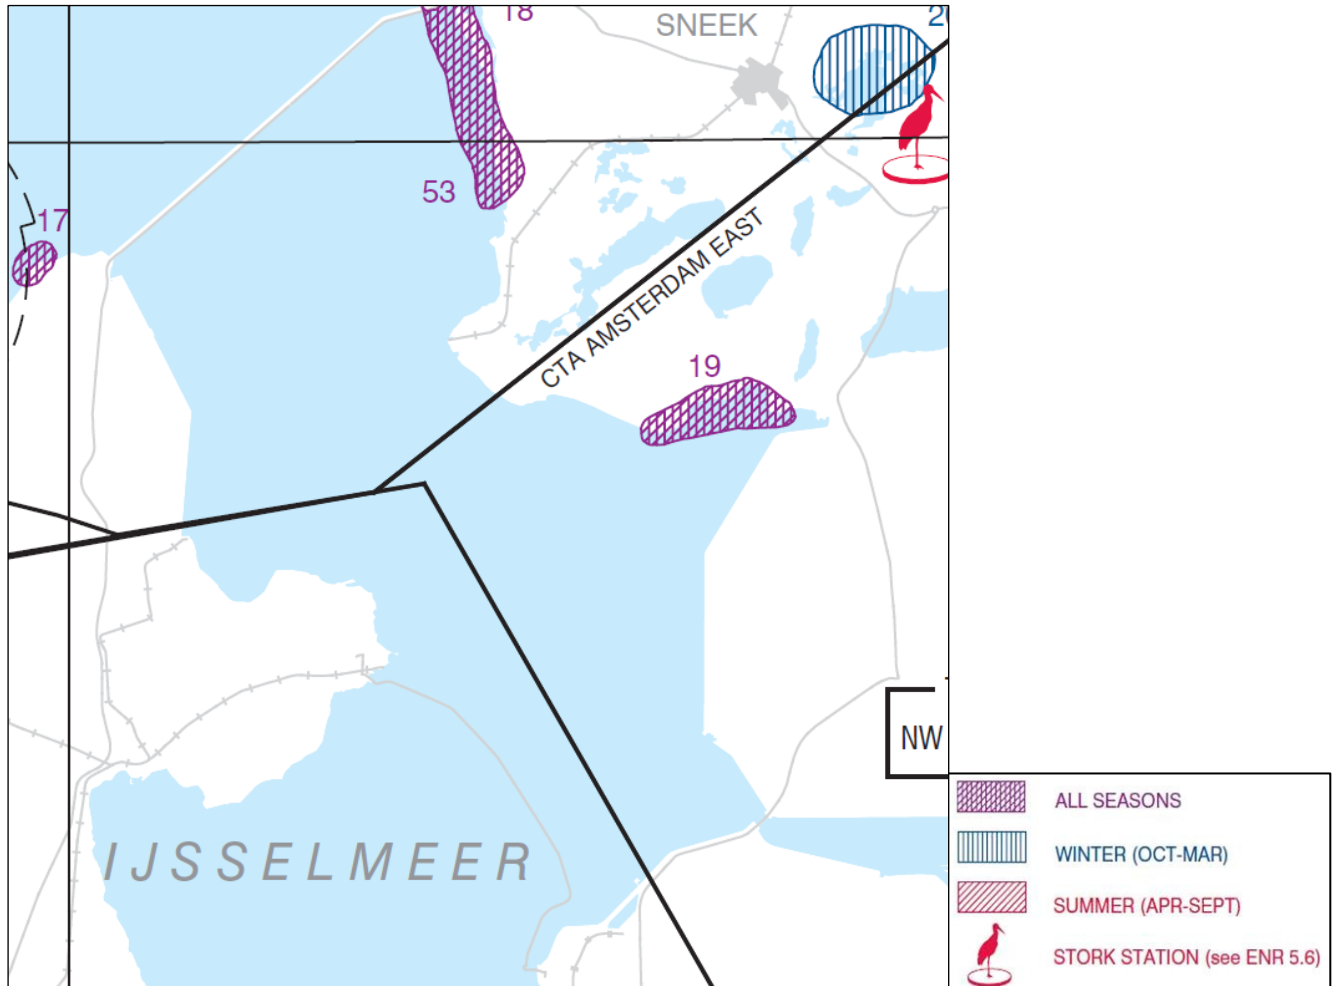 18
SNEEK
53
17
CTA AMSTERDAM EAST
19
NW
IJSSELMEER
ALL SEASONS
WINTER (OCT-MAR)
SUMMER (APR-SEPT)
STORK STATION (see ENR 5.6)